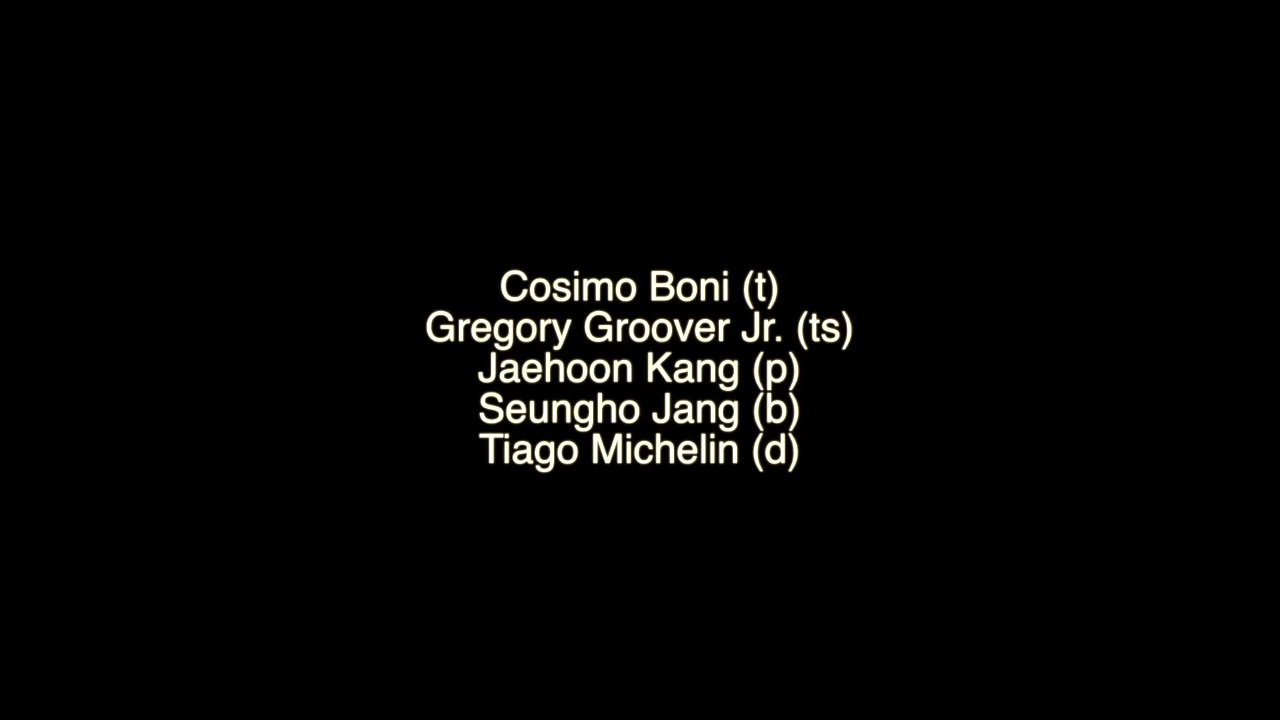 Cosimo Boni (t)
Gregory Groover Jr. (ts)
Jaehoon Kang (p)
Seungho Jang (b)
Tiago Michelin (d)